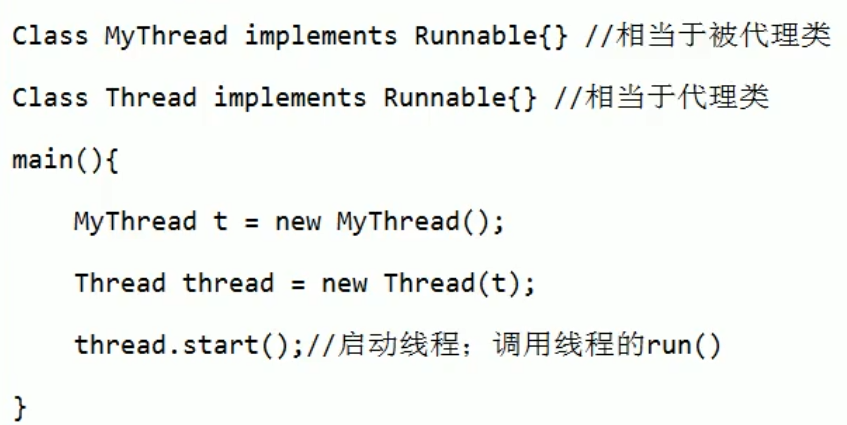 Class MyThread implements Runnable{} //相当于被代理类
Class Thread implements Runnable{} //相当于代理类
main(){
MyThread t = new MyThread();
Thread thread = new Thread(t);
thread.start();//启动线程；调用线程的run()
}